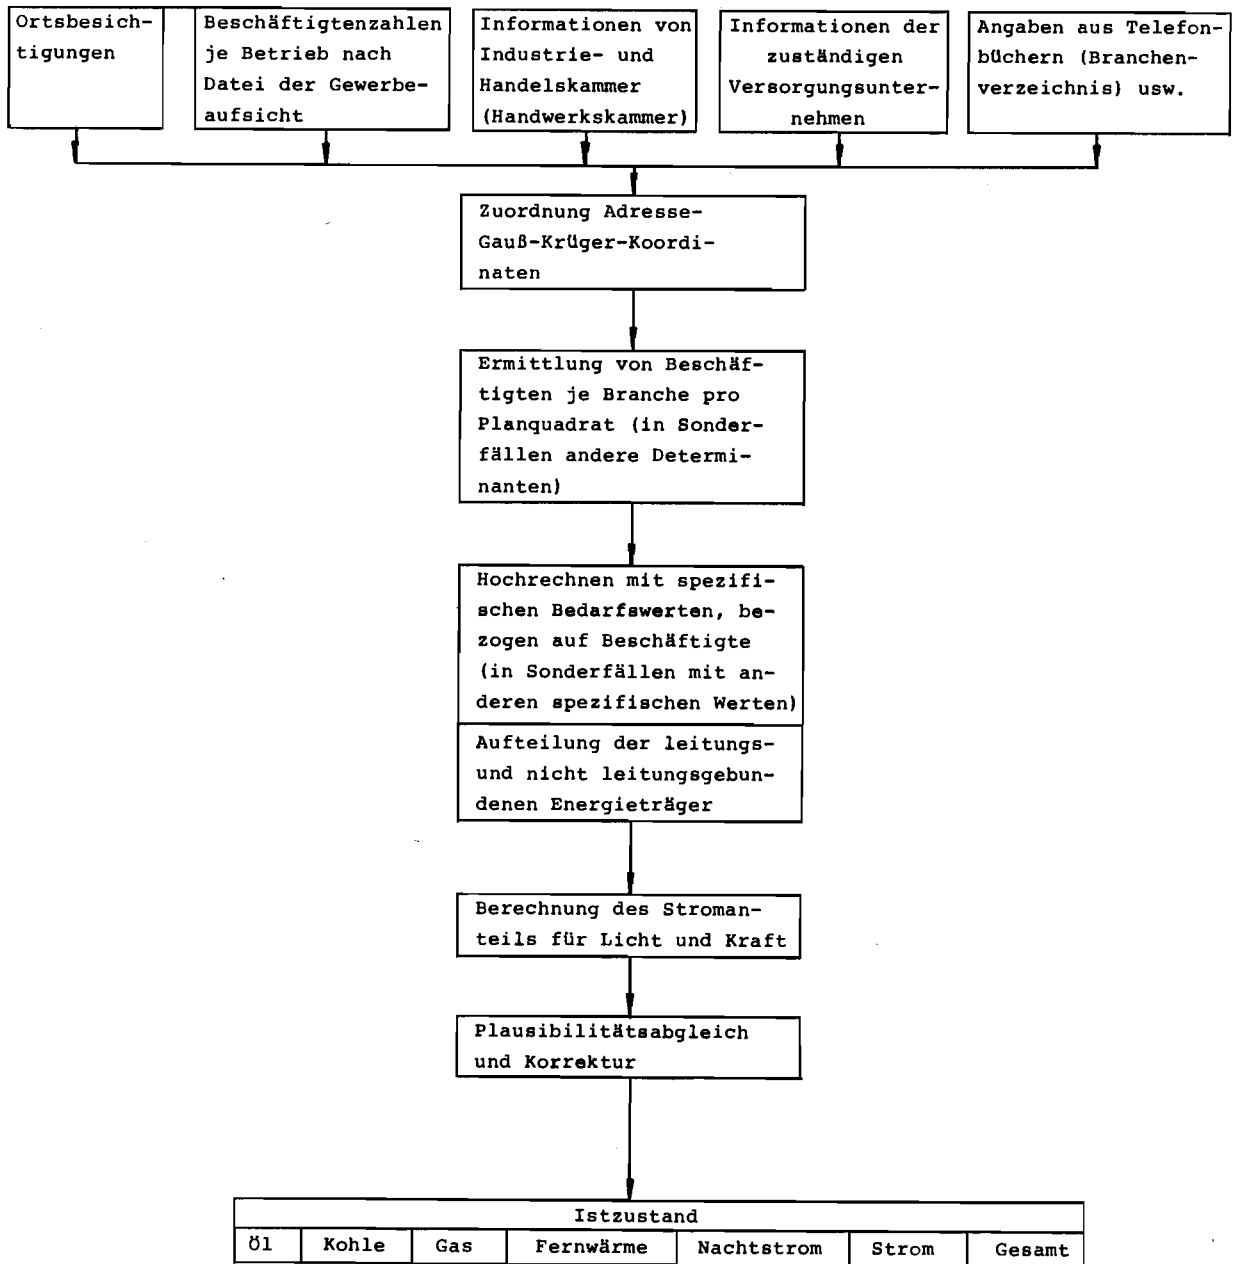 Ortsbesich-
tigungen
Beschäftigtenzahlen
je Betrieb nach
Datei der Gewerbe-
aufsicht
Informationen von
Industrie- und
Handelskammer
(Handwerkskammer)
Informationen der
zuständigen
Versorgungsunter-
nehmen
Angaben aus Telefon-
büchern (Branchen-
verzeichnis) usw.
Zuordnung Adresse-
Gauß-Krüger-Koordi-
naten
Ermittlung von Beschäf-
tigten je Branche pro
Planquadrat (in Sonder-
fällen andere Determi-
nanten)
Hochrechnen mit spezifi-
schen Bedarfswerten, be-
zogen auf Beschäftigte
(in Sonderfällen mit an-
deren spezifischen Werten)
Aufteilung der leitungs-
und nicht leitungsgebun-
denen Energieträger
Berechnung des Stroman-
teils für Licht und Kraft
Plausibilitätsabgleich
und Korrektur
Istzustand
Öl Kohle Gas Fernwärme Nachtstrom Strom Gesamt